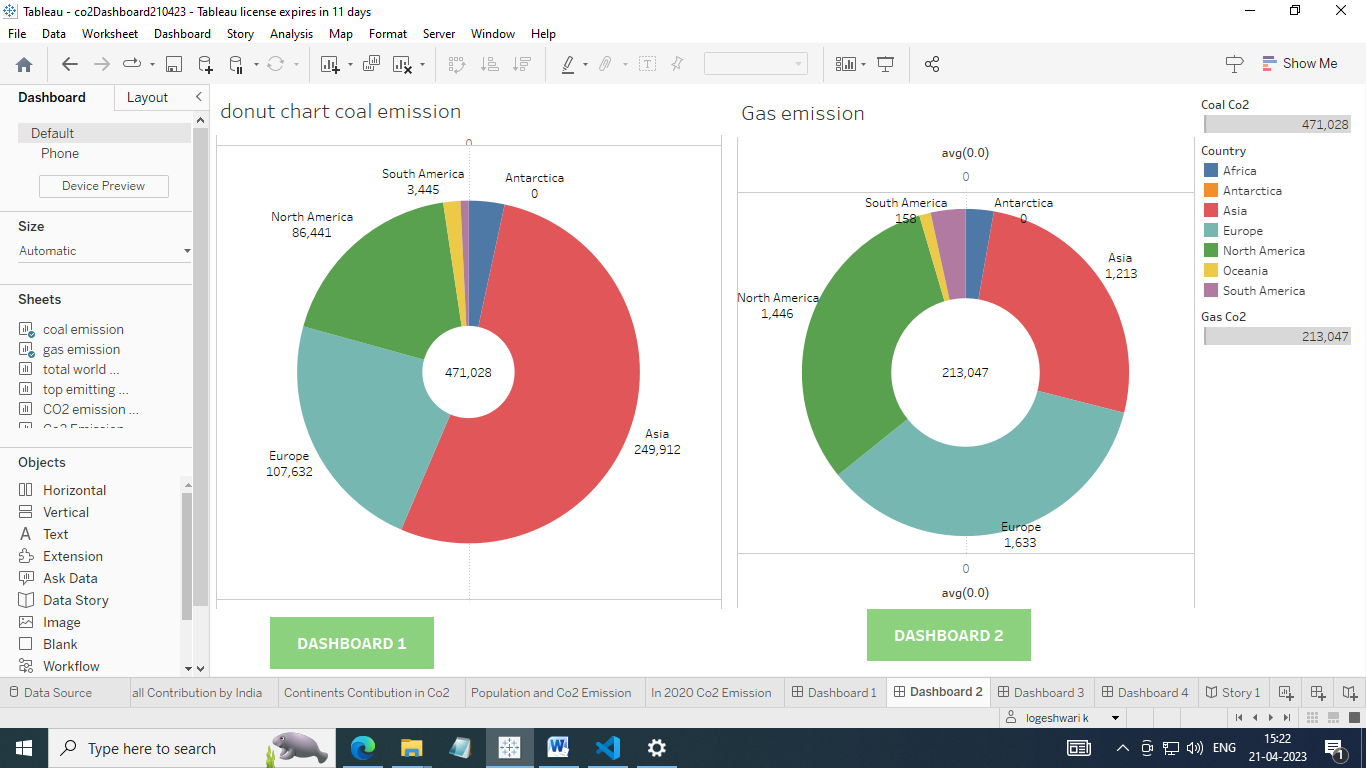 Tableau - co2Dashboard210423 - Tableau license expires in 11 days
File Data Worksheet Dashboard Story Analysis Map Format Server Window Help
Show Me
Dashboard Layout
Default
Phone
Device Preview
Size
Automatic
Sheets
coal emission
gas emission
total world ...
top emitting ...
CO2 emission ...
Objects
Horizontal
Vertical
Text
Extension
Ask Data
Data Story
Image
Blank
Workflow
donut chart coal emission
0
South America
3,445
Antarctica
0
North America
86,441
471,028
Asia
249,912
Europe
107,632
DASHBOARD 1
Gas emission
avg(0.0)
0
South America
158
Antarctica
0
Asia
1,213
North America
1,446
213,047
Europe
1,633
0
avg(0.0)
DASHBOARD 2
Coal Co2
471,028
Country
Africa
Antarctica
Asia
Europe
North America
Oceania
South America
Gas Co2
213,047
Data Source all Contribution by India Continents Contibution in Co2 Population and Co2 Emission In 2020 Co2 Emission Dashboard 1 Dashboard 2 Dashboard 3 Dashboard 4 Story 1
logeshwari k
Type here to search
ENG
15:22
21-04-2023
1